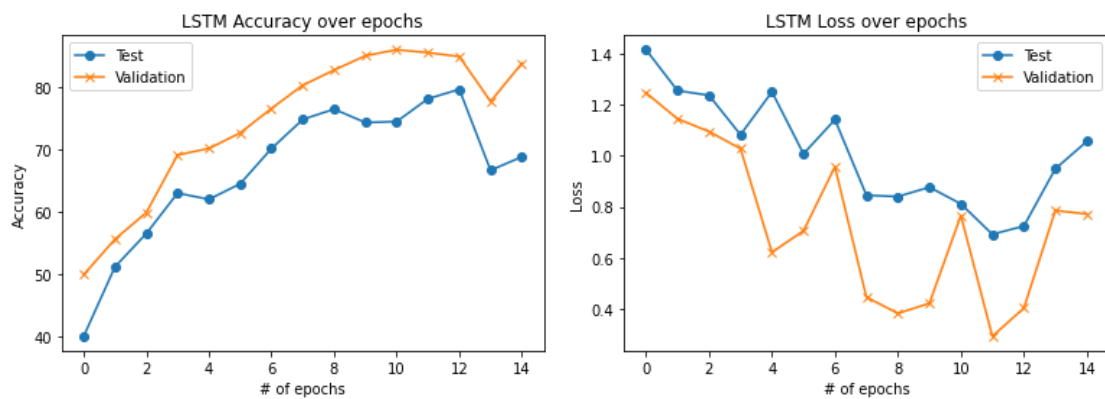 LSTM Accuracy over epochs
Test
Validation
80
70
60
50
40
Accuracy
0 2 4 6 8 10 12 14
# of epochs
LSTM Loss over epochs
Test
Validation
1.4
1.2
1.0
0.8
0.6
0.4
Loss
0 2 4 6 8 10 12 14
# of epochs